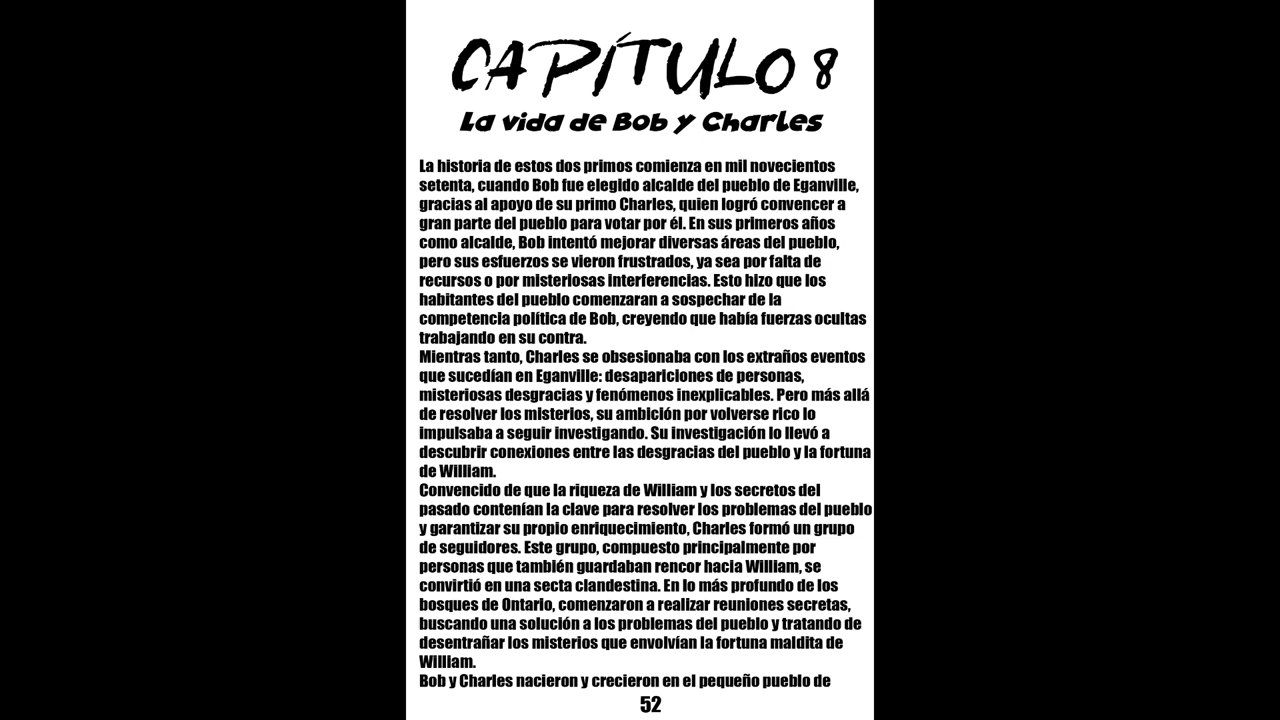 CAPÍTULO 8
La vida de Bob y Charles
La historia de estos dos primos comienza en mil novecientos
setenta, cuando Bob fue elegido alcalde del pueblo de Eganville,
gracias al apoyo de su primo Charles, quien logró convencer a
gran parte del pueblo para votar por él. En sus primeros años
como alcalde, Bob intentó mejorar diversas áreas del pueblo,
pero sus esfuerzos se vieron frustrados, ya sea por falta de
recursos o por misteriosas interferencias. Esto hizo que los
habitantes del pueblo comenzaran a sospechar de la
competencia política de Bob, creyendo que había fuerzas ocultas
trabajando en su contra.
Mientras tanto, Charles se obsesionaba con los extraños eventos
que sucedían en Eganville: desapariciones de personas,
misteriosas desgracias y fenómenos inexplicables. Pero más allá
de resolver los misterios, su ambición por volverse rico lo
impulsaba a seguir investigando. Su investigación lo llevó a
descubrir conexiones entre las desgracias del pueblo y la fortuna
de William.
Convencido de que la riqueza de William y los secretos del
pasado contenían la clave para resolver los problemas del pueblo
y garantizar su propio enriquecimiento, Charles formó un grupo
de seguidores. Este grupo, compuesto principalmente por
personas que también guardaban rencor hacia William, se
convirtió en una secta clandestina. En lo más profundo de los
bosques de Ontario, comenzaron a realizar reuniones secretas,
buscando una solución a los problemas del pueblo y tratando de
desentrañar los misterios que envolvían la fortuna maldita de
William.
Bob y Charles nacieron y crecieron en el pequeño pueblo de
52